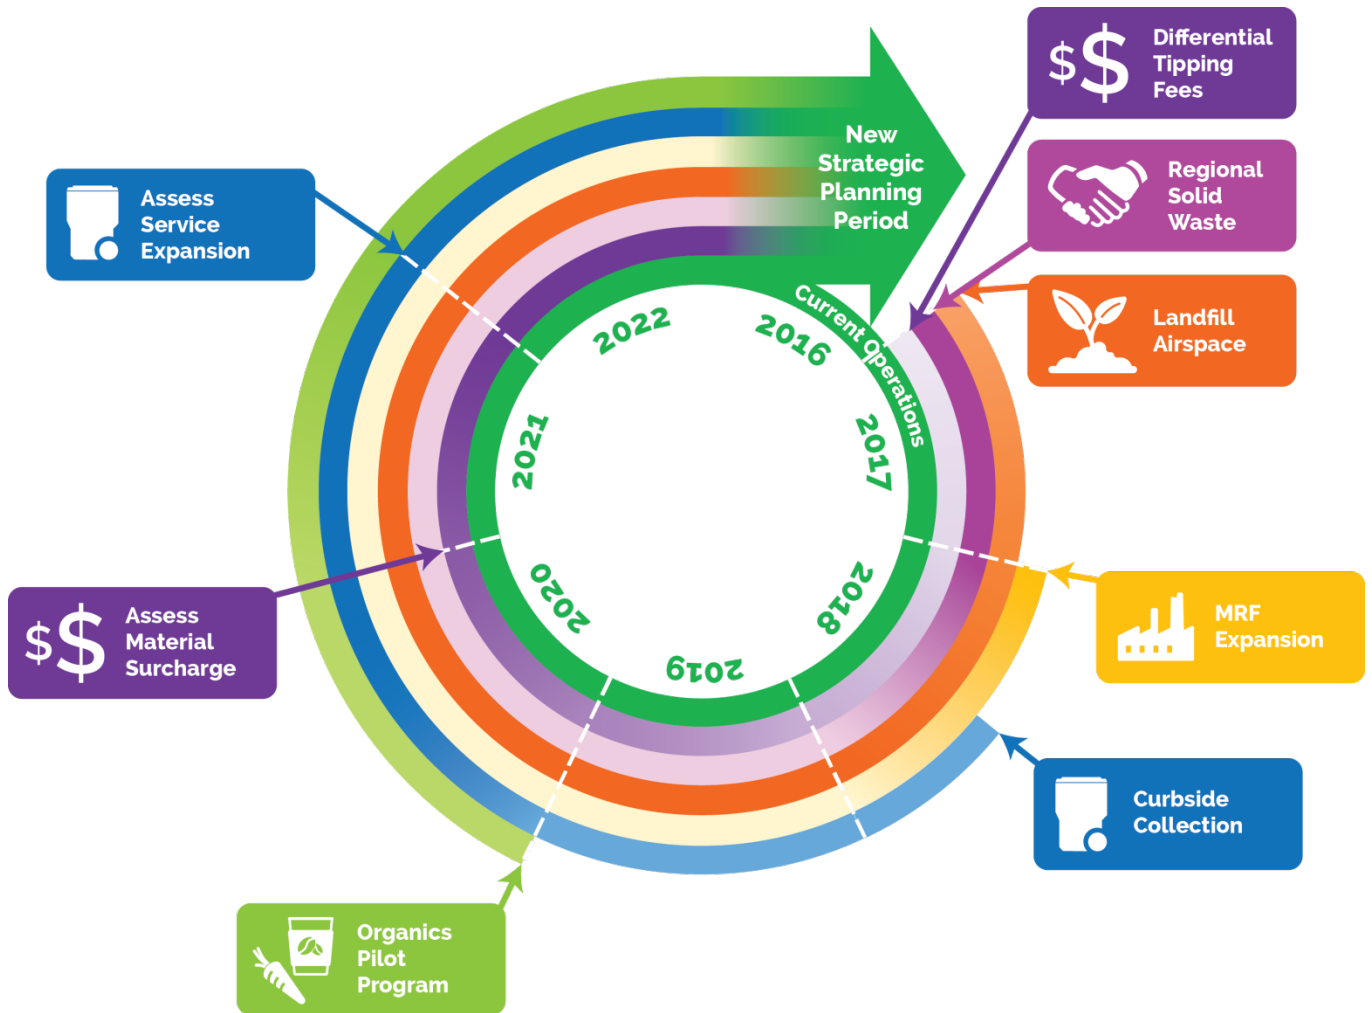 $$ Differential
Tipping
Fees
Regional
Solid
Waste
Landfill
Airspace
MRF
Expansion
Curbside
Collection
Organics
Pilot
Program
$$ Assess
Material
Surcharge
Assess
Service
Expansion
New
Strategic
Planning
Period
Current Operations
2016
2017
2018
2019
2020
2021
2022